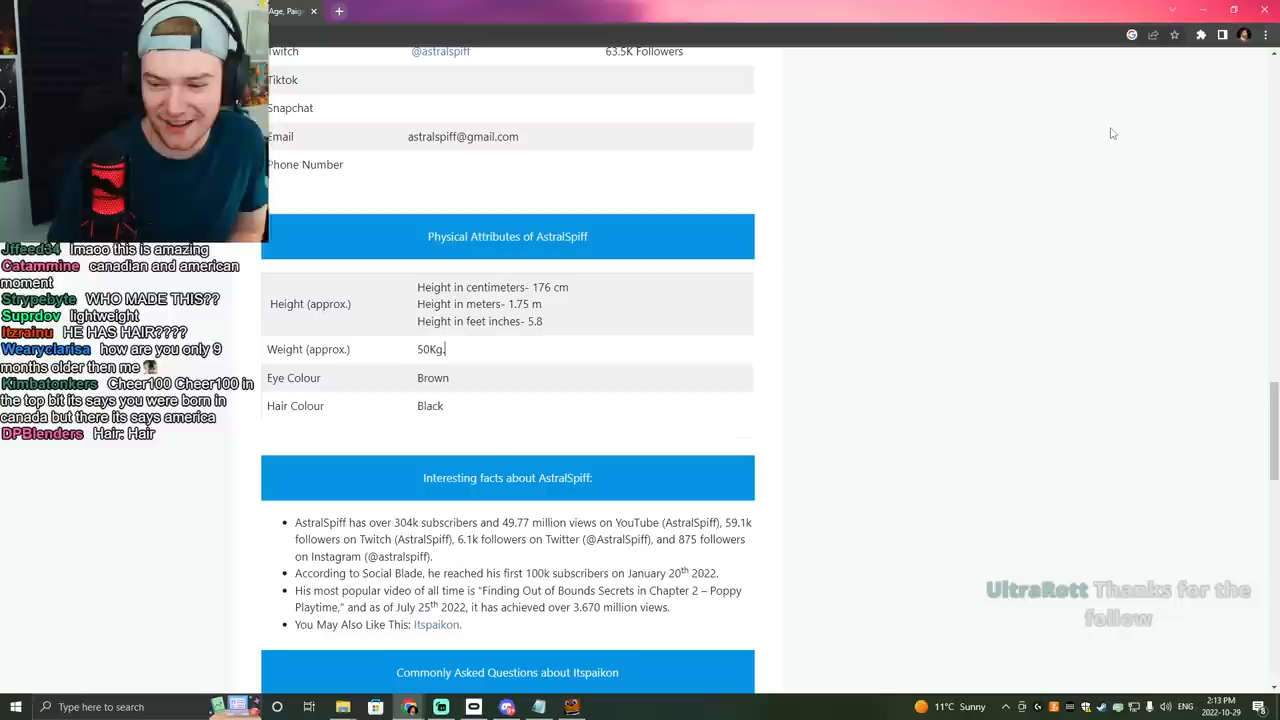 Age, Paig
Twitch @astralspiff 63.5K Followers
Tiktok
Snapchat
Email astralspiff@gmail.com
Phone Number
Physical Attributes of AstralSpiff
Height (approx.)
Height in centimeters- 176 cm
Height in meters- 1.75 m
Height in feet inches- 5.8
Weight (approx.) 50Kg.
Eye Colour Brown
Hair Colour Black
Interesting facts about AstralSpiff:
• AstralSpiff has over 304k subscribers and 49.77 million views on YouTube (AstralSpiff), 59.1k
followers on Twitch (AstralSpiff), 6.1k followers on Twitter (@AstralSpiff), and 875 followers
on Instagram (@astralspiff).
• According to Social Blade, he reached his first 100k subscribers on January 20th 2022.
• His most popular video of all time is “Finding Out of Bounds Secrets in Chapter 2 – Poppy
Playtime,” and as of July 25th 2022, it has achieved over 3.670 million views.
• You May Also Like This: Itspaikon.
Commonly Asked Questions about Itspaikon
Jffeed34 lmaoo this is amazing
Catammine canadian and american
moment
Strypebyte WHO MADE THIS??
Suprdov lightweight
Itzrainu HE HAS HAIR????
Wearyclarisa how are you only 9
months older then me
Kimbatonkers Cheer100 Cheer100 in
the top bit its says you were born in
canada but there its says america
DPBlenders Hair: Hair
UltraRott Thanks for the
follow
Type here to search
11°C Sunny
2:13 PM
2022-10-29
8